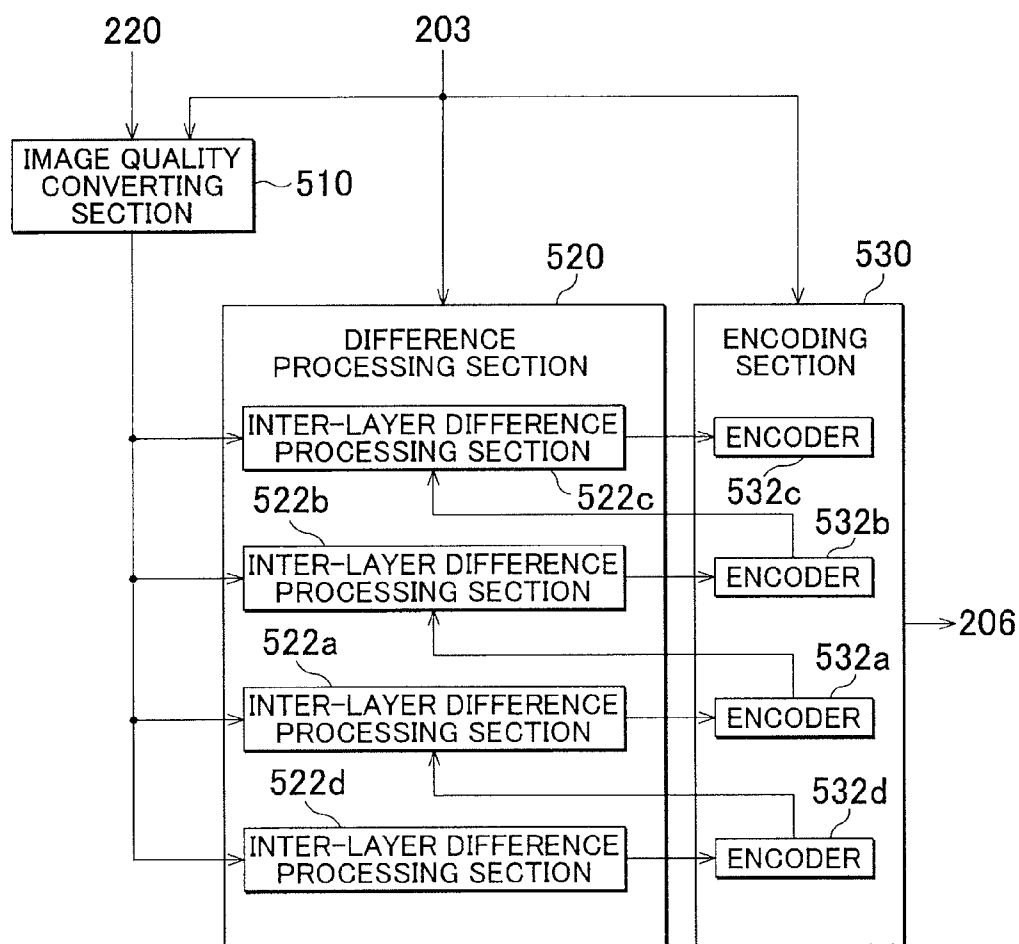 220
203
IMAGE QUALITY
CONVERTING
SECTION
510
520
530
DIFFERENCE
PROCESSING SECTION
ENCODING
SECTION
INTER-LAYER DIFFERENCE
PROCESSING SECTION
ENCODER
522c
532c
522b
532b
INTER-LAYER DIFFERENCE
PROCESSING SECTION
ENCODER
206
522a
532a
INTER-LAYER DIFFERENCE
PROCESSING SECTION
ENCODER
522d
532d
INTER-LAYER DIFFERENCE
PROCESSING SECTION
ENCODER